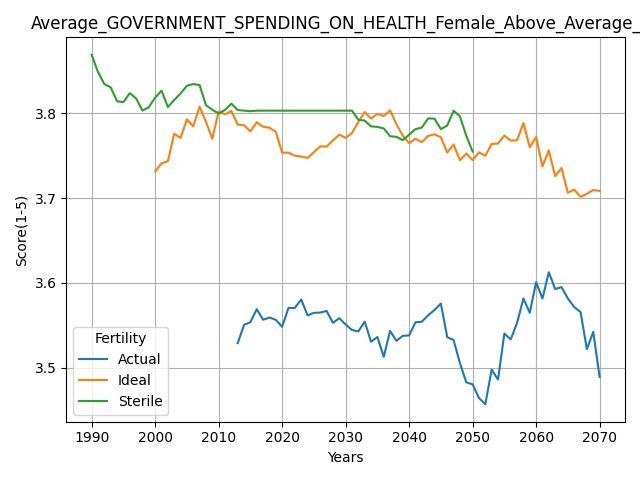 Average_GOVERNMENT_SPENDING_ON_HEALTH_Female_Above_Average_
3.8
3.7
3.6
3.5
Score(1-5)
Fertility
Actual
Ideal
Sterile
1990 2000 2010 2020 2030 2040 2050 2060 2070
Years